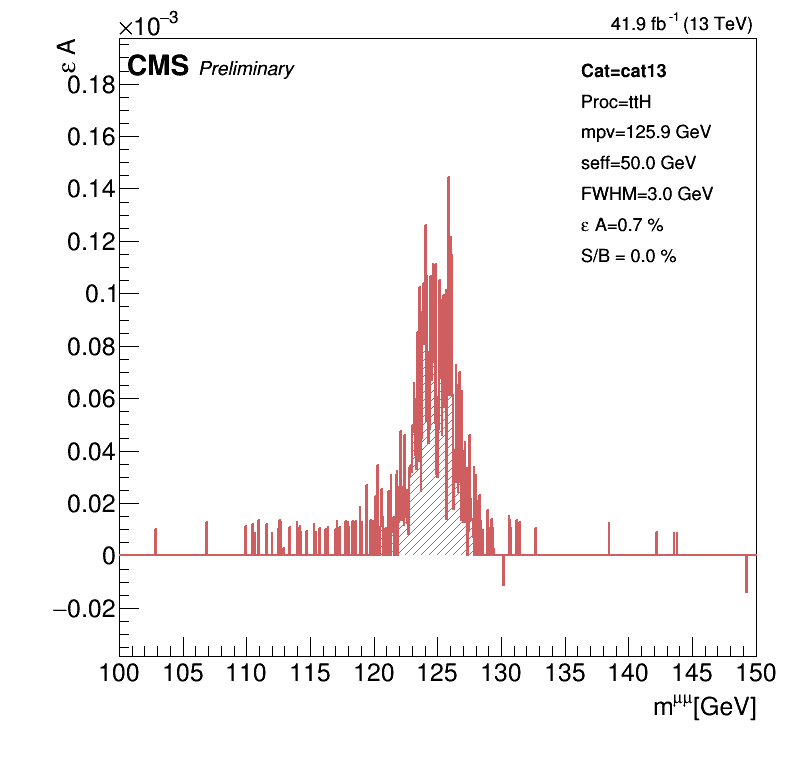 ×10⁻³
41.9 fb⁻¹ (13 TeV)
ε A
CMS Preliminary
Cat=cat13
Proc=ttH
mpv=125.9 GeV
seff=50.0 GeV
FWHM=3.0 GeV
ε A=0.7 %
S/B = 0.0 %
0.18
0.16
0.14
0.12
0.1
0.08
0.06
0.04
0.02
0
−0.02
100 105 110 115 120 125 130 135 140 145 150
m^μμ[GeV]